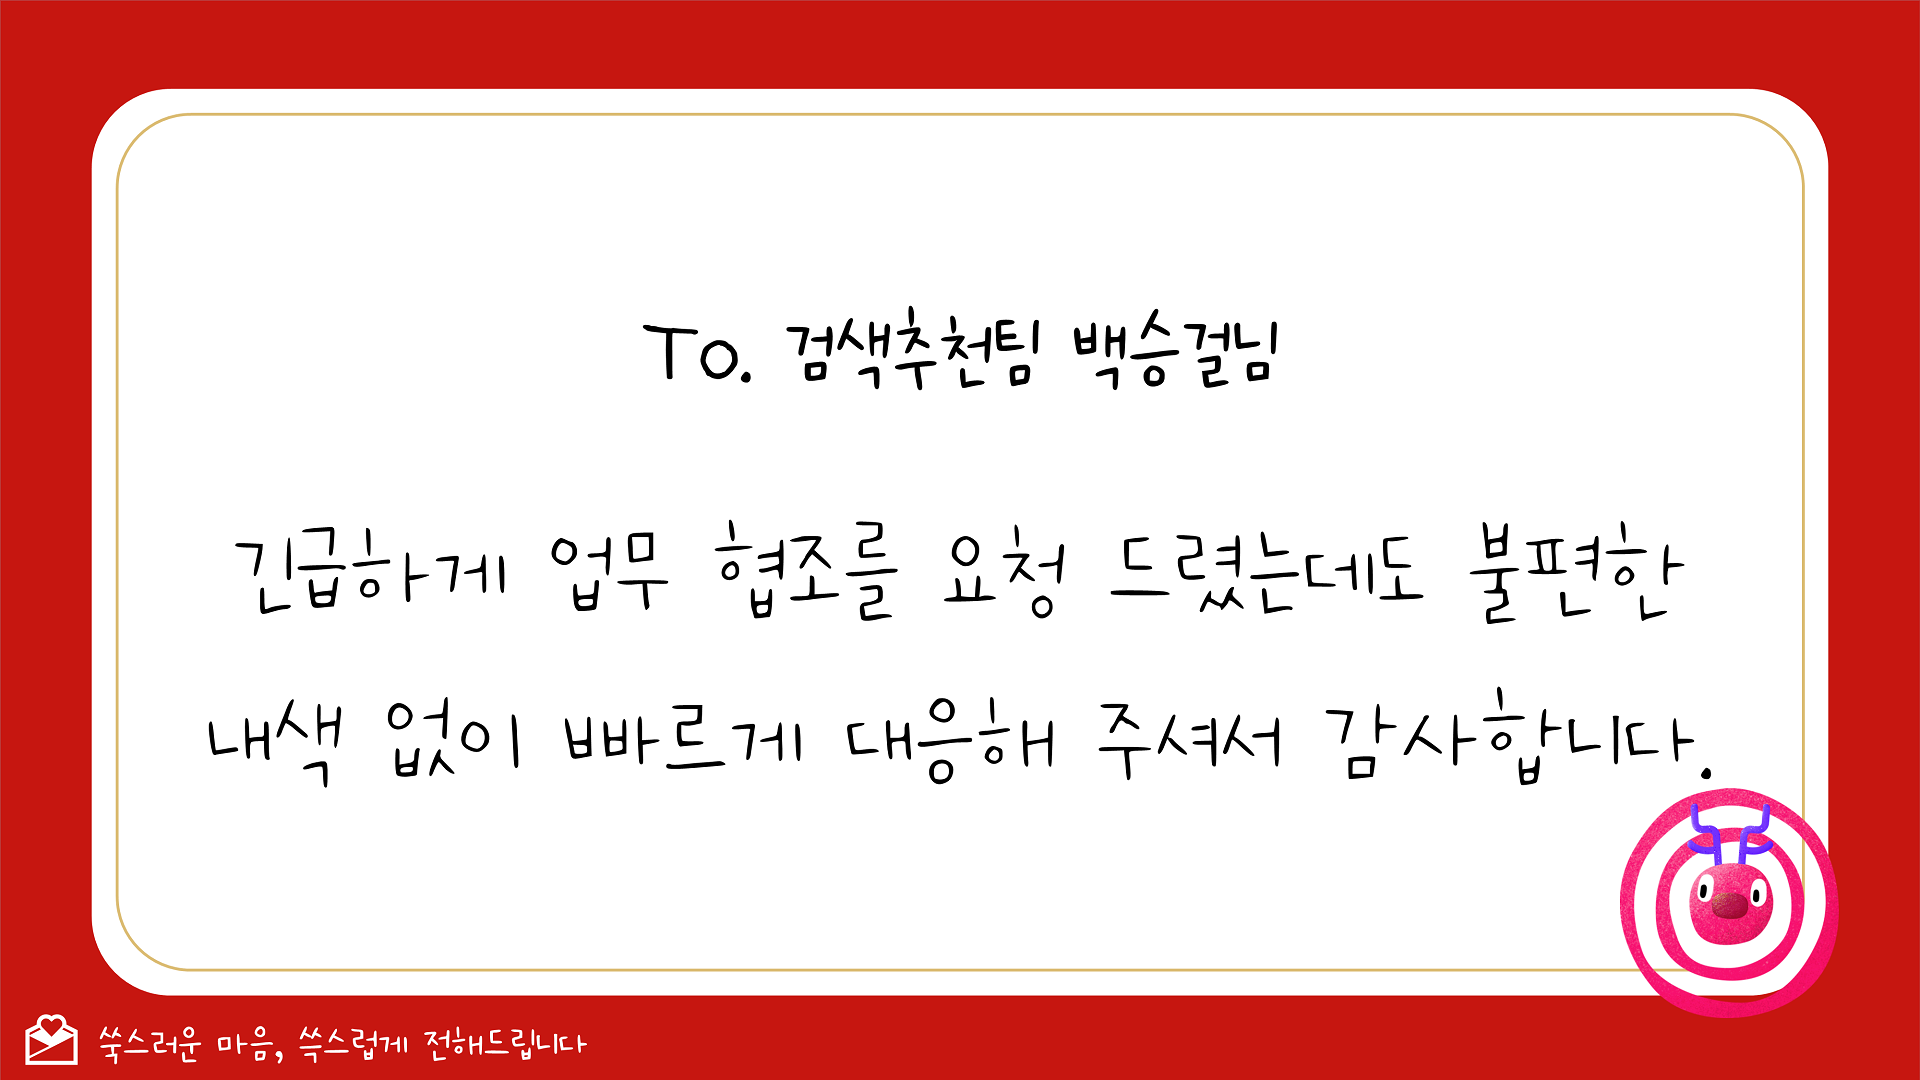 To. 검색추천팀 백승걸님
긴급하게 업무 협조를 요청 드렸는데도 불편한
내색 없이 빠르게 대응해 주셔서 감사합니다.
쑥스러운 마음, 쓱스럽게 전해드립니다